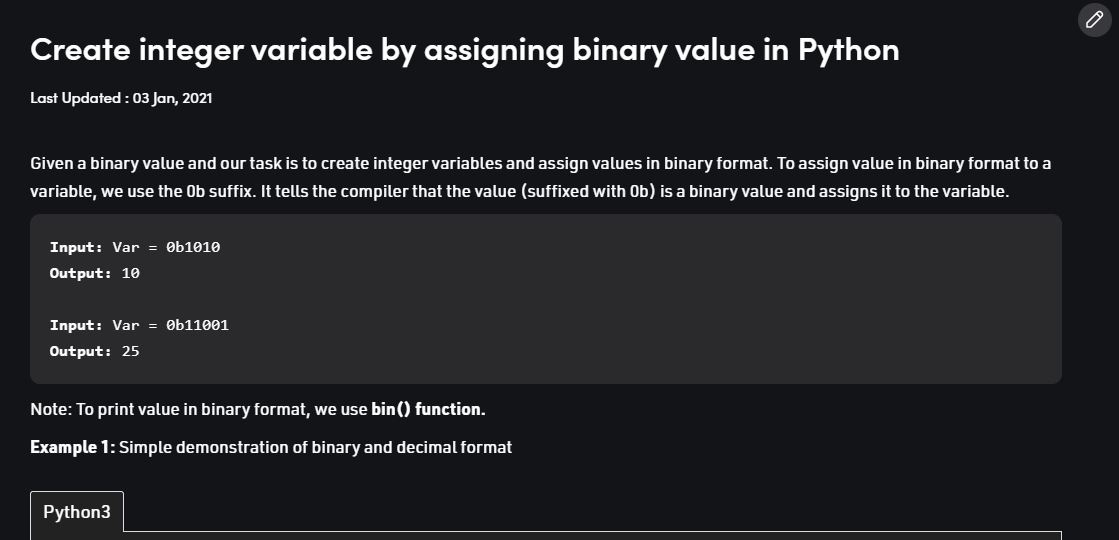 Create integer variable by assigning binary value in Python
Last Updated : 03 Jan, 2021
Given a binary value and our task is to create integer variables and assign values in binary format. To assign value in binary format to a
variable, we use the 0b suffix. It tells the compiler that the value (suffixed with 0b) is a binary value and assigns it to the variable.
Input: Var = 0b1010
Output: 10
Input: Var = 0b11001
Output: 25
Note: To print value in binary format, we use bin() function.
Example 1: Simple demonstration of binary and decimal format
Python3